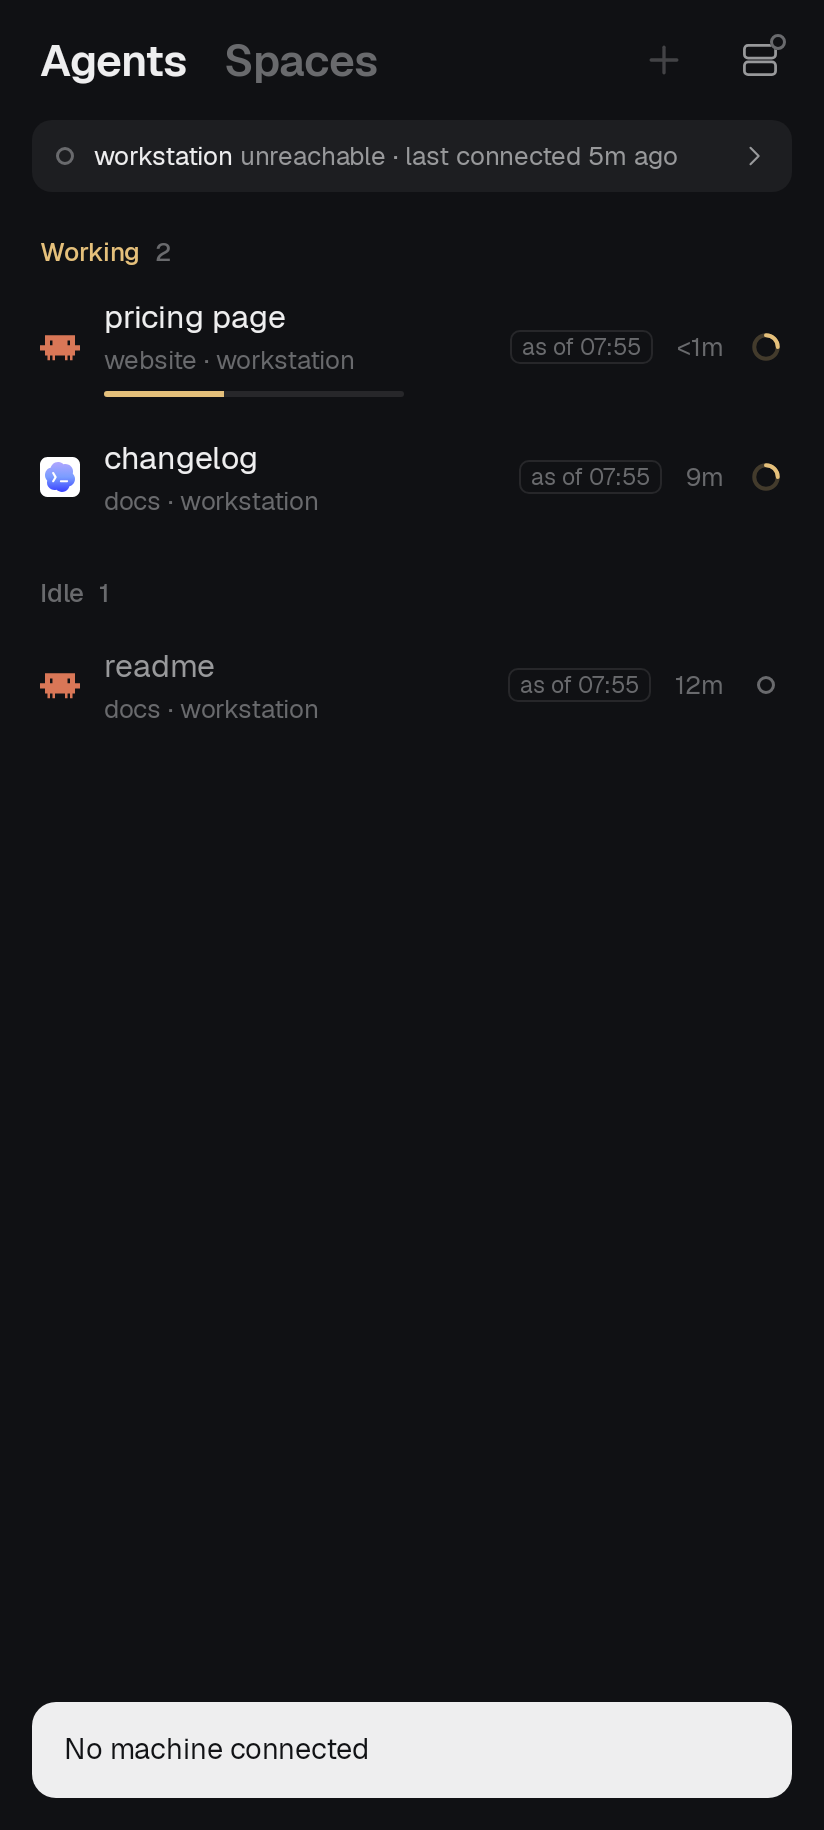 Agents Spaces
workstation unreachable · last connected 5m ago
Working 2
pricing page
website · workstation
as of 07:55 <1m
changelog
docs · workstation
as of 07:55 9m
Idle 1
readme
docs · workstation
as of 07:55 12m
No machine connected